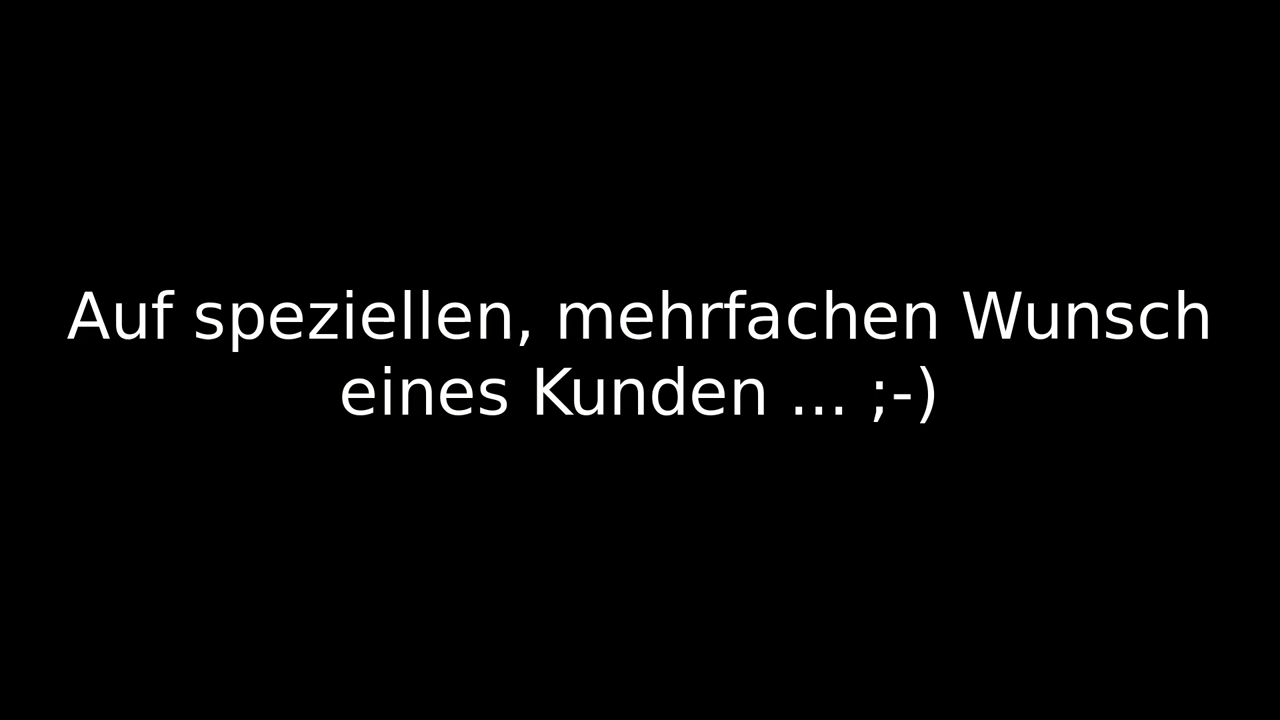 Auf speziellen, mehrfachen Wunsch
eines Kunden ... ;-)